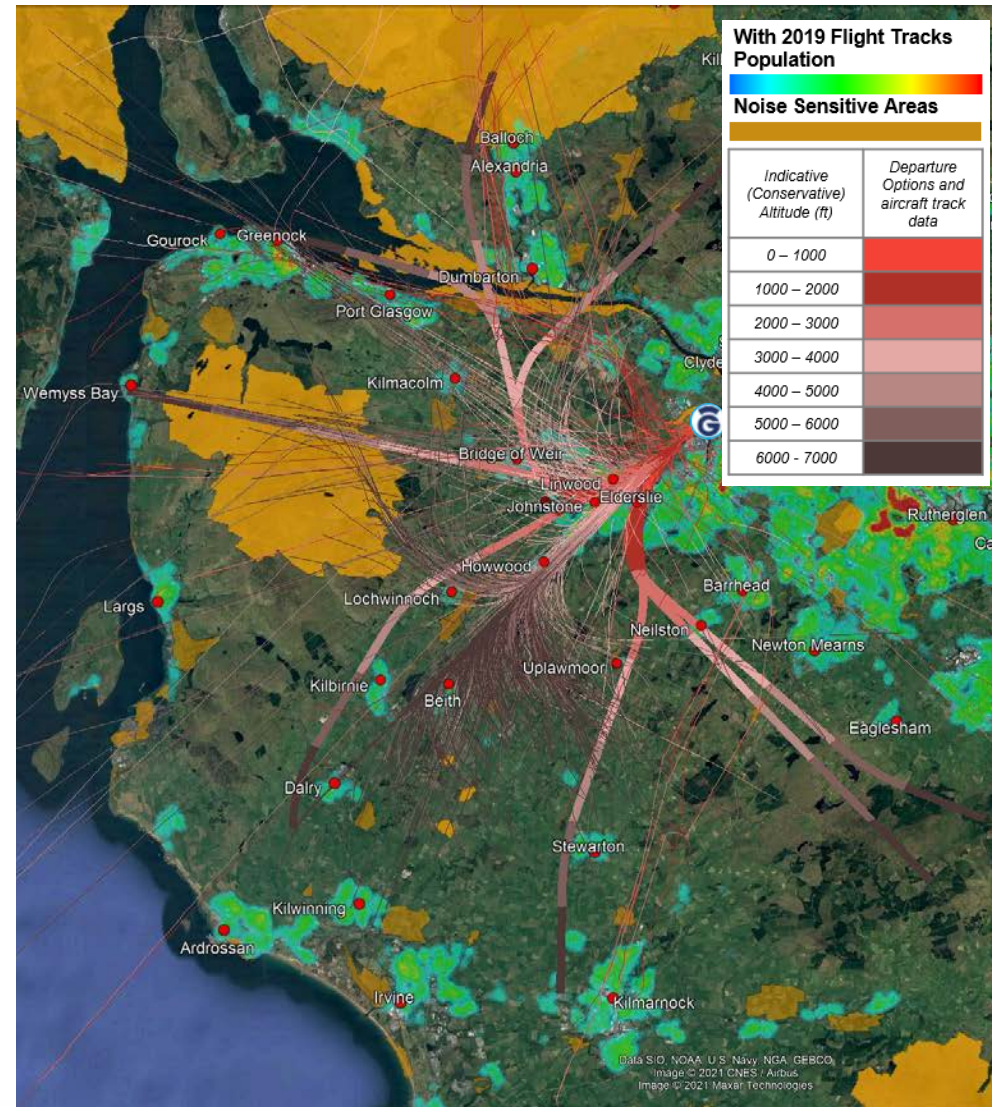 With 2019 Flight Tracks
Population
Noise Sensitive Areas
Indicative
(Conservative)
Altitude (ft)
Departure
Options and
aircraft track
data
0 – 1000
1000 – 2000
2000 – 3000
3000 – 4000
4000 – 5000
5000 – 6000
6000 - 7000
Kil
Balloch
Alexandria
Gourock
Greenock
Dumbarton
Port Glasgow
Clyde
Kilmacolm
Wemyss Bay
G
Bridge of Weir
Linwood
Elderslie
Johnstone
Rutherglen
Ca
Howwood
Barrhead
Lochwinnoch
Largs
Neilston
Newton Mearns
Uplawmoor
Kilbirnie
Beith
Eaglesham
Dalry
Stewarton
Kilwinning
Ardrossan
Irvine
Kilmarnock
Data SIO, NOAA, U.S. Navy, NGA, GEBCO
Image © 2021 CNES / Airbus
Image © 2021 Maxar Technologies